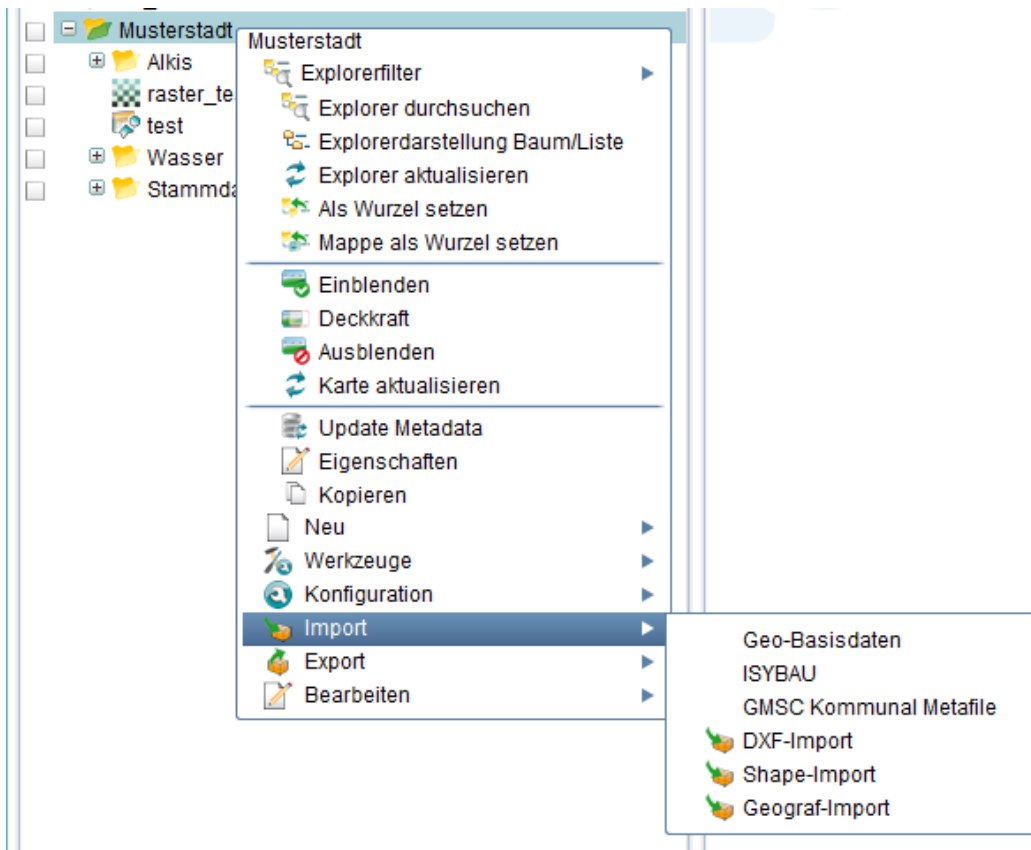 Musterstadt
Alkis
raster_te
test
Wasser
Stammda
Musterstadt
Explorerfilter
Explorer durchsuchen
Explorerdarstellung Baum/Liste
Explorer aktualisieren
Als Wurzel setzen
Mappe als Wurzel setzen
Einblenden
Deckkraft
Ausblenden
Karte aktualisieren
Update Metadata
Eigenschaften
Kopieren
Neu
Werkzeuge
Konfiguration
Import
Export
Bearbeiten
Geo-Basisdaten
ISYBAU
GMSC Kommunal Metafile
DXF-Import
Shape-Import
Geograf-Import